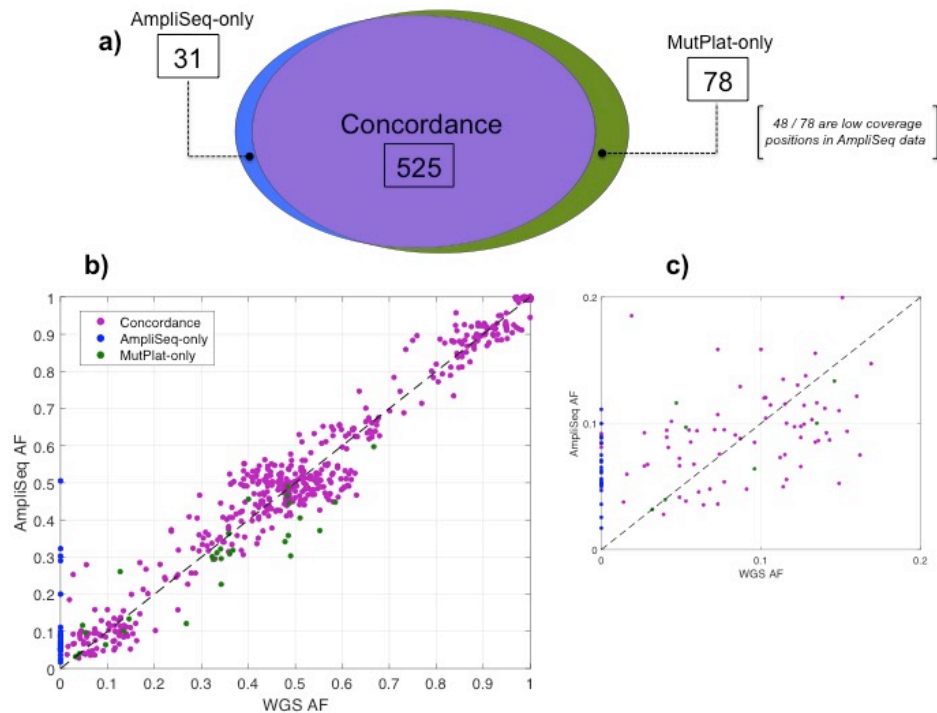 a)
AmpliSeq-only
31
MutPlat-only
78
Concordance
525
48 / 78 are low coverage
positions in AmpliSeq data
b)
1
0.9
0.8
0.7
0.6
0.5
0.4
0.3
0.2
0.1
0
AmpliSeq AF
Concordance
AmpliSeq-only
MutPlat-only
0 0.1 0.2 0.3 0.4 0.5 0.6 0.7 0.8 0.9 1
WGS AF
c)
0.2
0.1
0
AmpliSeq AF
0 0.1 0.2
WGS AF